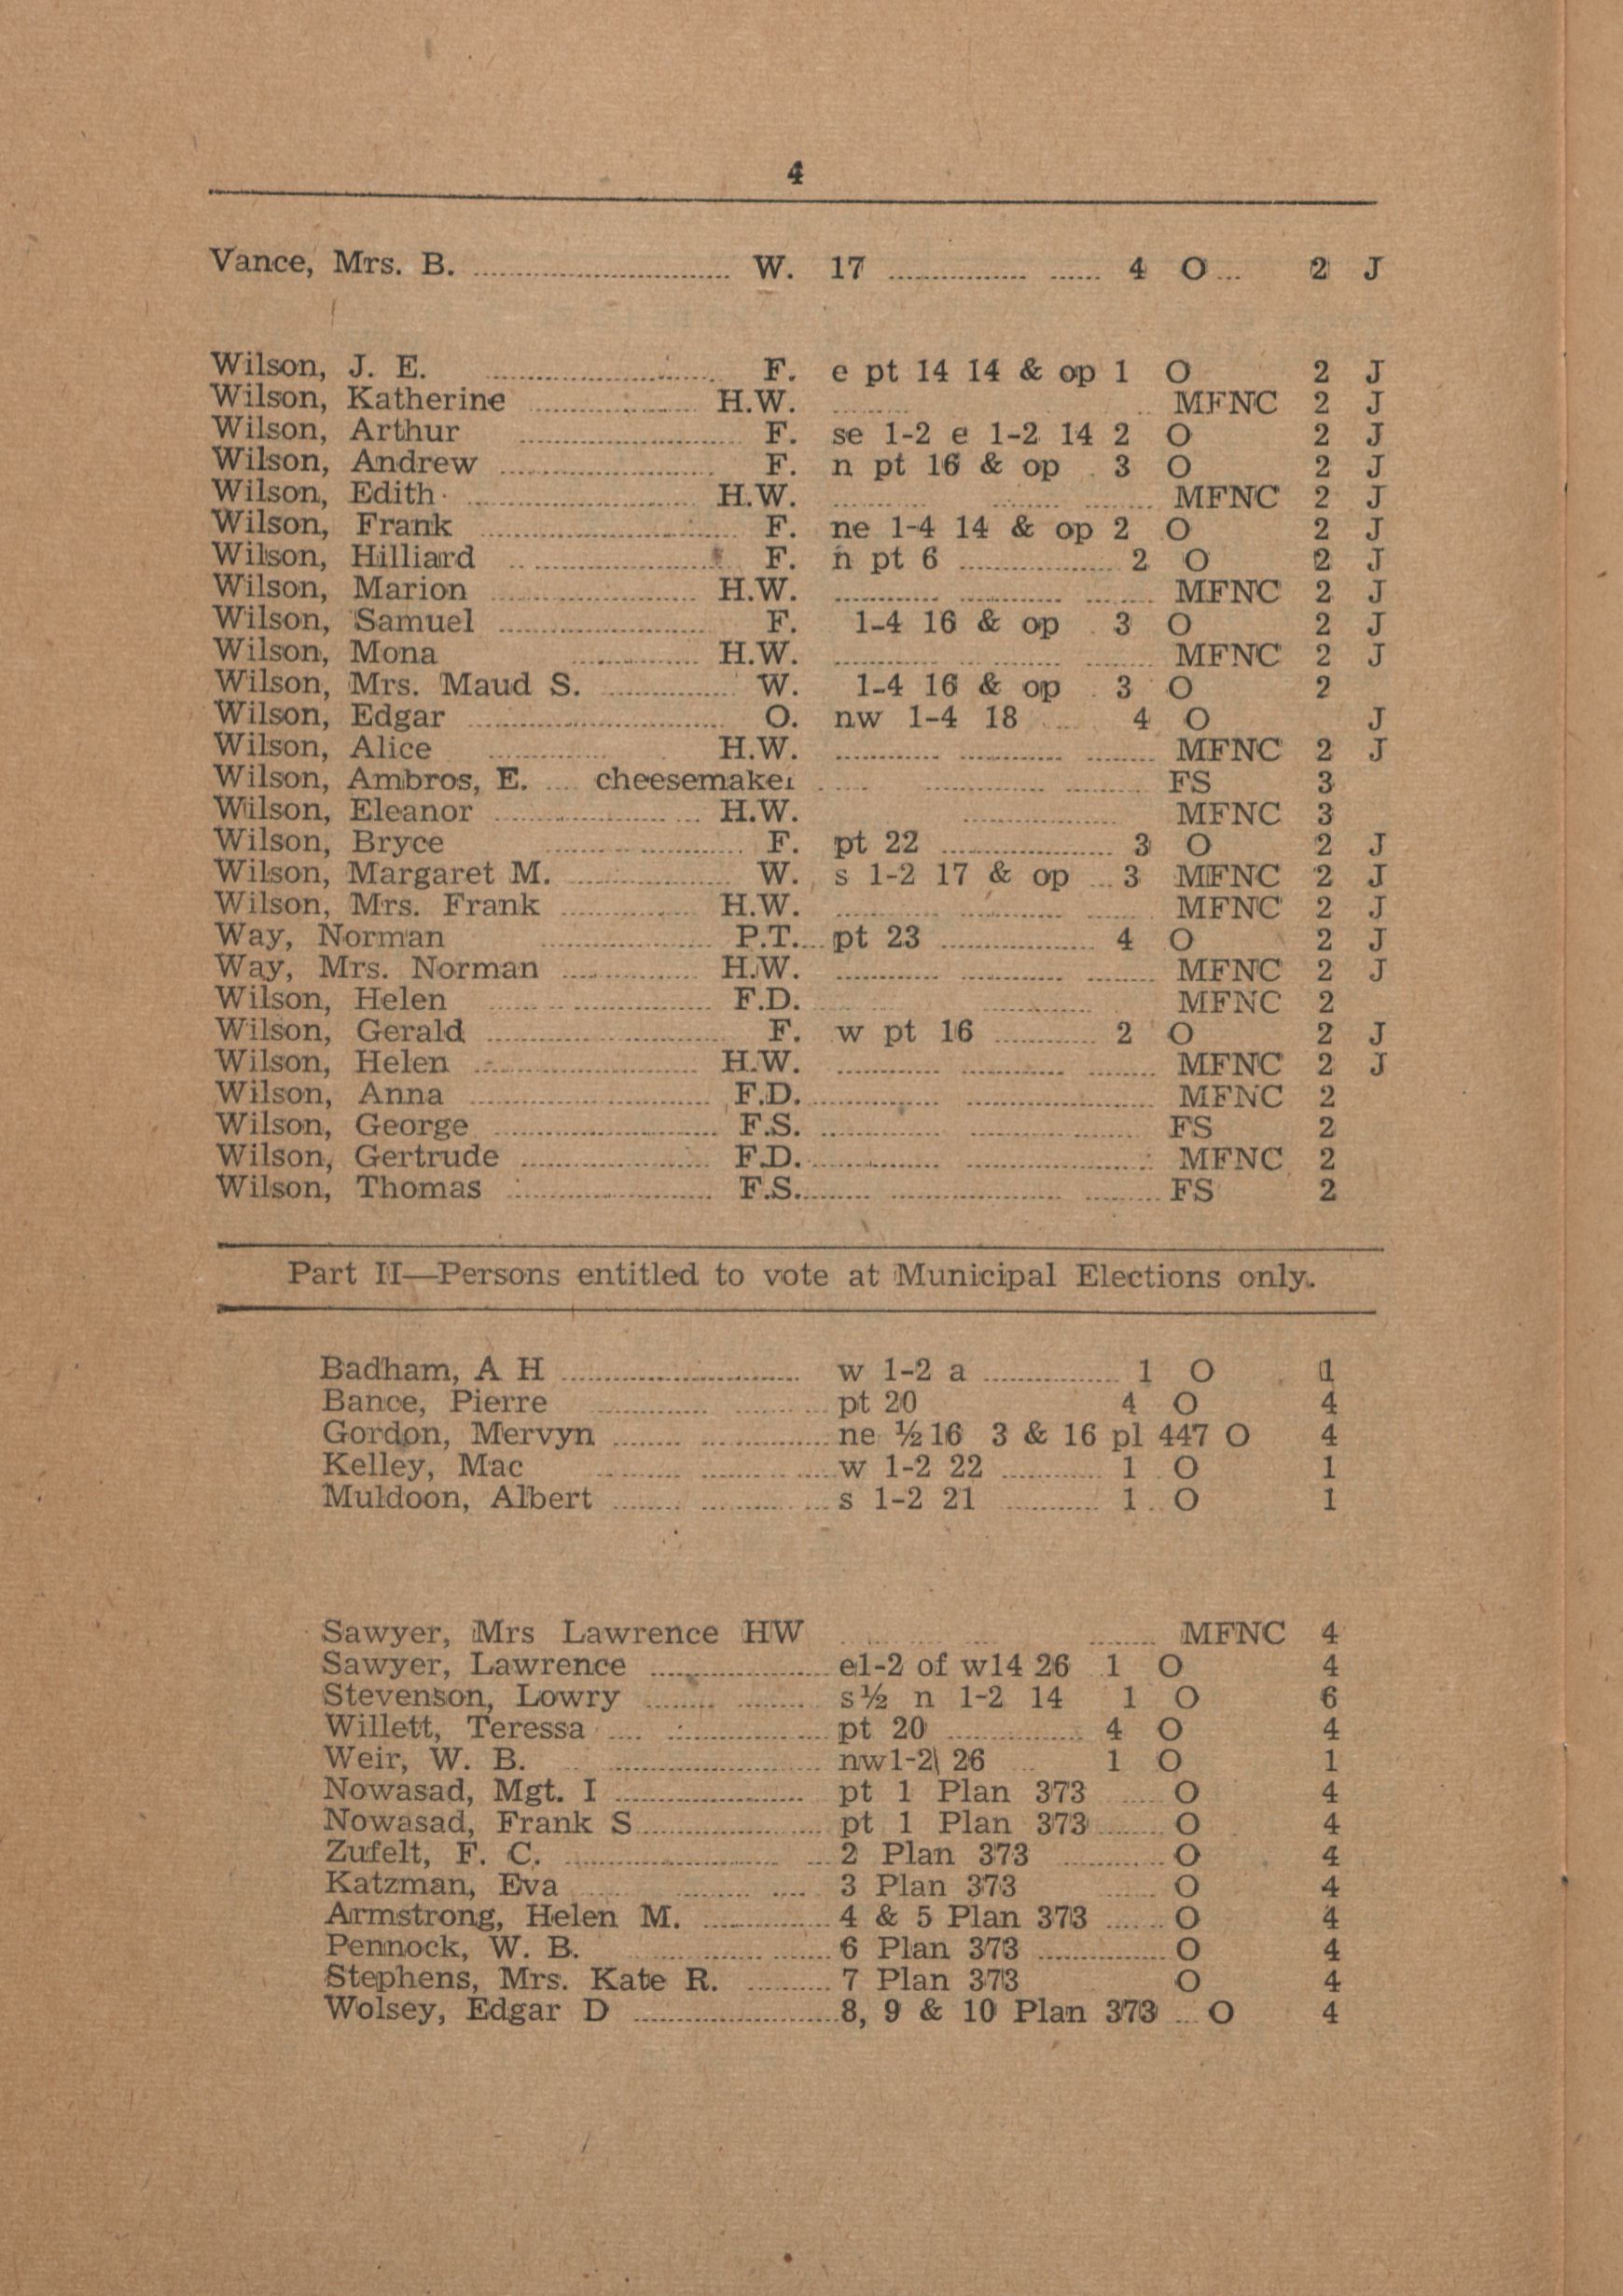 4
Vance, Mrs. B. W. 17 4 O 2 J
Wilson, J. E. F. e pt 14 14 & op 1 O 2 J
Wilson, Katherine H.W. MFNC 2 J
Wilson, Arthur F. se 1-2 e 1-2 14 2 O 2 J
Wilson, Andrew F. n pt 16 & op 3 O 2 J
Wilson, Edith H.W. MFNC 2 J
Wilson, Frank F. ne 1-4 14 & op 2 O 2 J
Wilson, Hilliard F. n pt 6 2 O 2 J
Wilson, Marion H.W. MFNC 2 J
Wilson, Samuel F. 1-4 16 & op 3 O 2 J
Wilson, Mona H.W. MFNC 2 J
Wilson, Mrs. Maud S. W. 1-4 16 & op 3 O 2
Wilson, Edgar O. nw 1-4 18 4 O J
Wilson, Alice H.W. MFNC 2 J
Wilson, Ambros, E. cheesemaker FS 3
Wilson, Eleanor H.W. MFNC 3
Wilson, Bryce F. pt 22 3 O 2 J
Wilson, Margaret M. W. s 1-2 17 & op 3 MFNC 2 J
Wilson, Mrs. Frank H.W. MFNC 2 J
Way, Norman P.T. pt 23 4 O 2 J
Way, Mrs. Norman H.W. MFNC 2 J
Wilson, Helen F.D. MFNC 2
Wilson, Gerald F. w pt 16 2 O 2 J
Wilson, Helen H.W. MFNC 2 J
Wilson, Anna F.D. MFNC 2
Wilson, George F.S. FS 2
Wilson, Gertrude F.D. MFNC 2
Wilson, Thomas F.S. FS 2
Part II—Persons entitled to vote at Municipal Elections only.
Badham, A H w 1-2 a 1 O 1
Bance, Pierre pt 20 4 O 4
Gordon, Mervyn ne ½ 16 3 & 16 pl 447 O 4
Kelley, Mac w 1-2 22 1 O 1
Muldoon, Albert s 1-2 21 1 O 1
Sawyer, Mrs Lawrence HW MFNC 4
Sawyer, Lawrence e1-2 of w14 26 1 O 4
Stevenson, Lowry s½ n 1-2 14 1 O 6
Willett, Teressa pt 20 4 O 4
Weir, W. B. nw1-2 26 1 O 1
Nowasad, Mgt. I pt 1 Plan 373 O 4
Nowasad, Frank S pt 1 Plan 373 O 4
Zufelt, F. C. 2 Plan 373 O 4
Katzman, Eva 3 Plan 373 O 4
Armstrong, Helen M. 4 & 5 Plan 373 O 4
Pennock, W. B. 6 Plan 373 O 4
Stephens, Mrs. Kate R. 7 Plan 373 O 4
Wolsey, Edgar D 8, 9 & 10 Plan 373 O 4